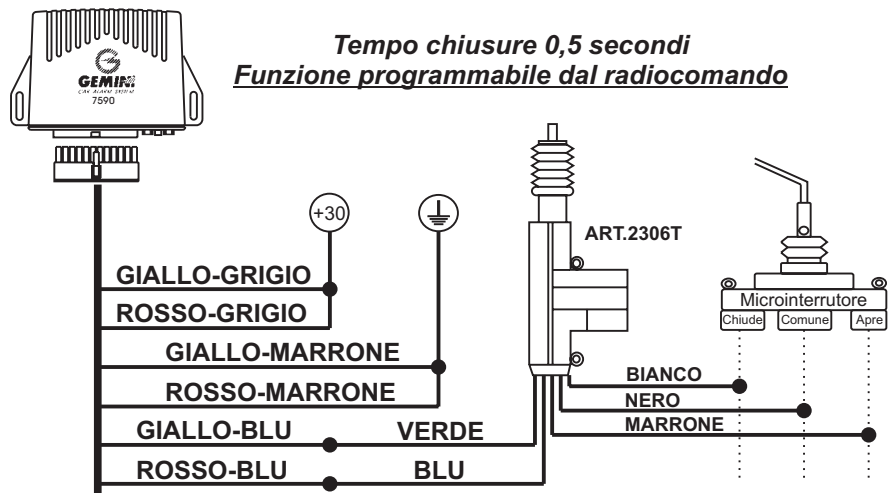 Tempo chiusure 0,5 secondi
Funzione programmabile dal radiocomando
GEMINI
CAR ALARM SYSTEM
7590
+30
ART.2306T
GIALLO-GRIGIO
ROSSO-GRIGIO
GIALLO-MARRONE
ROSSO-MARRONE
GIALLO-BLU
VERDE
ROSSO-BLU
BLU
Microinterrutore
Chiude
Comune
Apre
BIANCO
NERO
MARRONE